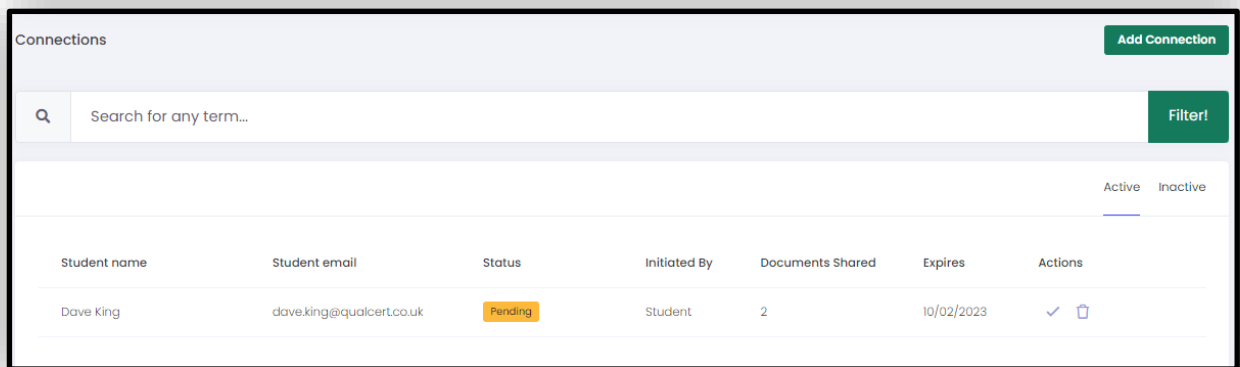 Connections
Add Connection
Search for any term...
Filter!
Active Inactive
Student name Student email Status Initiated By Documents Shared Expires Actions
Dave King dave.king@qualcert.co.uk Pending Student 2 10/02/2023